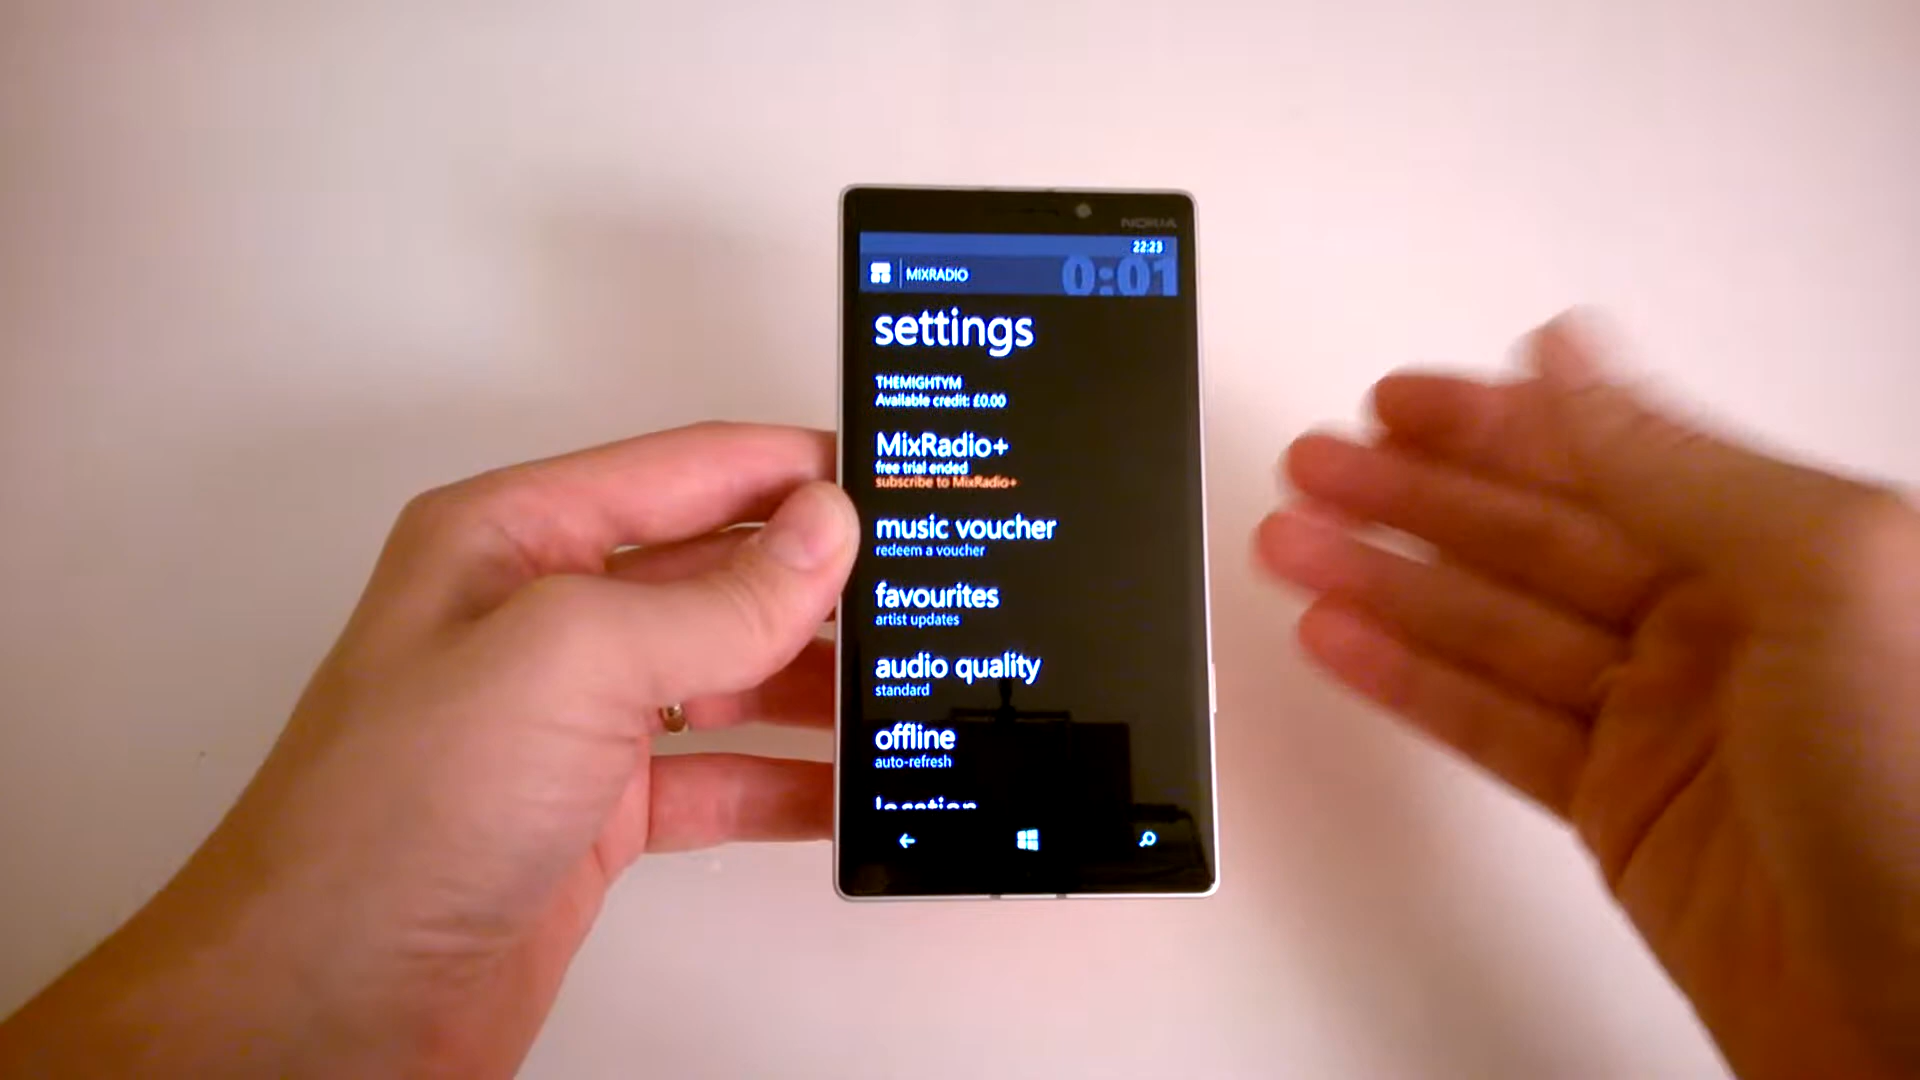 NOKIA
22:23
MIXRADIO
0:01
settings
THEMIGHTYM
Available credit: £0.00
MixRadio+
free trial ended
subscribe to MixRadio+
music voucher
redeem a voucher
favourites
artist updates
audio quality
standard
offline
auto-refresh
location